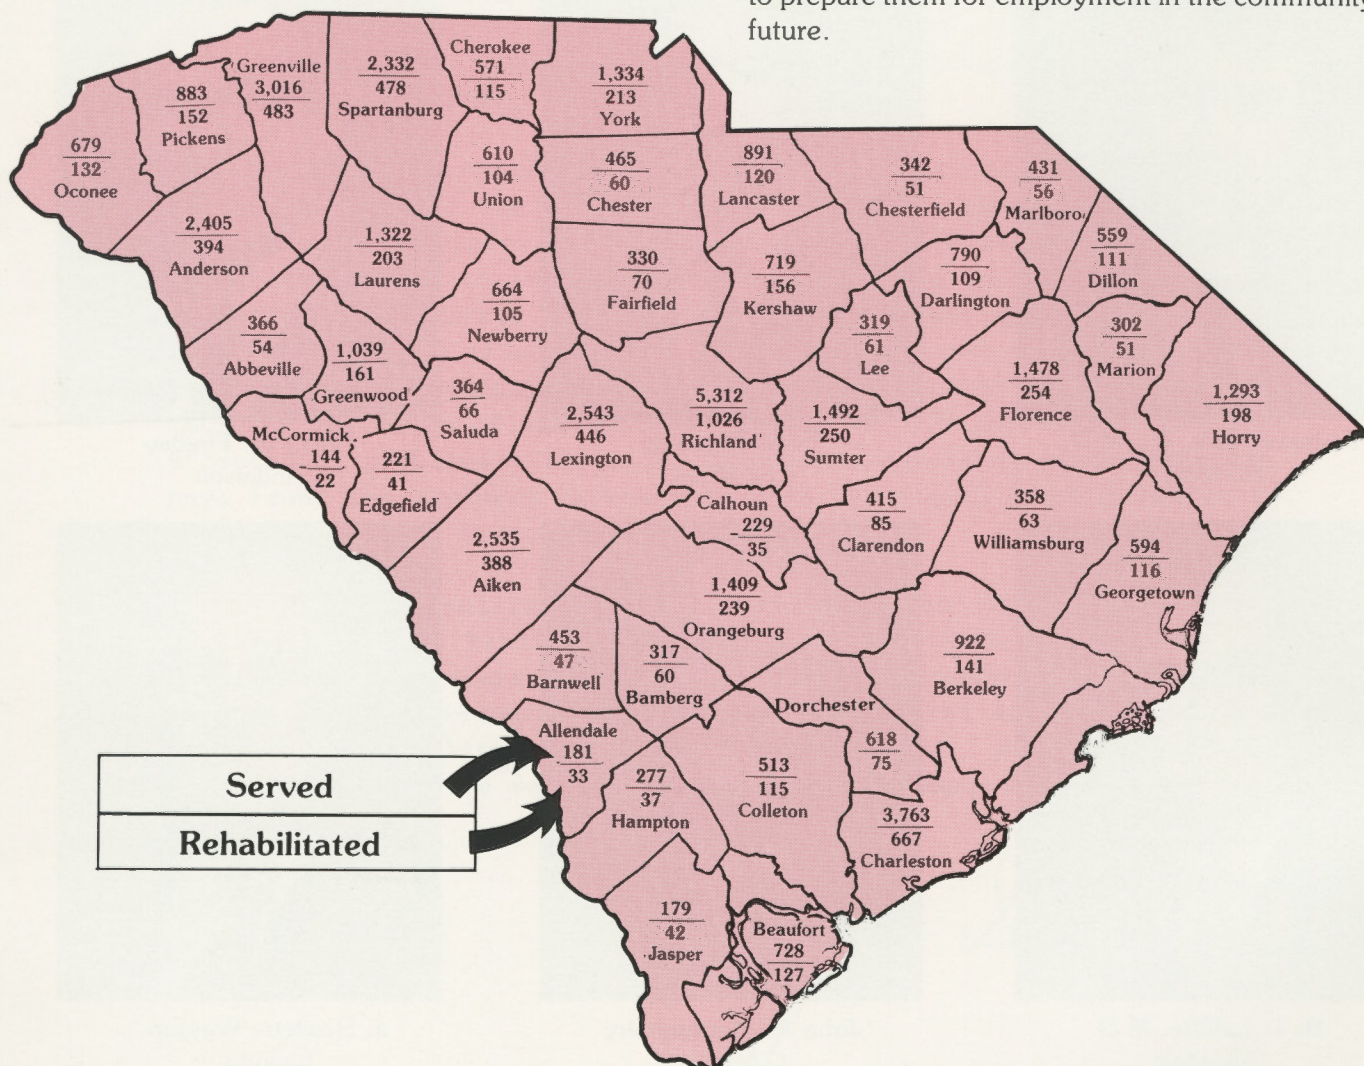 to prepare them for employment in the community
future.
Cherokee
571
115
Greenville
3,016
483
2,332
478
Spartanburg
1,334
213
York
883
152
Pickens
679
132
Oconee
610
104
Union
465
60
Chester
891
120
Lancaster
342
51
Chesterfield
431
56
Marlboro
2,405
394
Anderson
1,322
203
Laurens
664
105
Newberry
330
70
Fairfield
719
156
Kershaw
790
109
Darlington
559
111
Dillon
366
54
Abbeville
1,039
161
Greenwood
364
66
Saluda
319
61
Lee
302
51
Marion
1,478
254
Florence
1,293
198
Horry
McCormick
144
22
221
41
Edgefield
2,543
446
Lexington
5,312
1,026
Richland
1,492
250
Sumter
Calhoun
229
35
415
85
Clarendon
358
63
Williamsburg
594
116
Georgetown
2,535
388
Aiken
1,409
239
Orangeburg
453
47
Barnwell
317
60
Bamberg
922
141
Berkeley
Dorchester
618
75
Allendale
181
33
277
37
Hampton
513
115
Colleton
3,763
667
Charleston
Served
Rehabilitated
179
42
Jasper
Beaufort
728
127